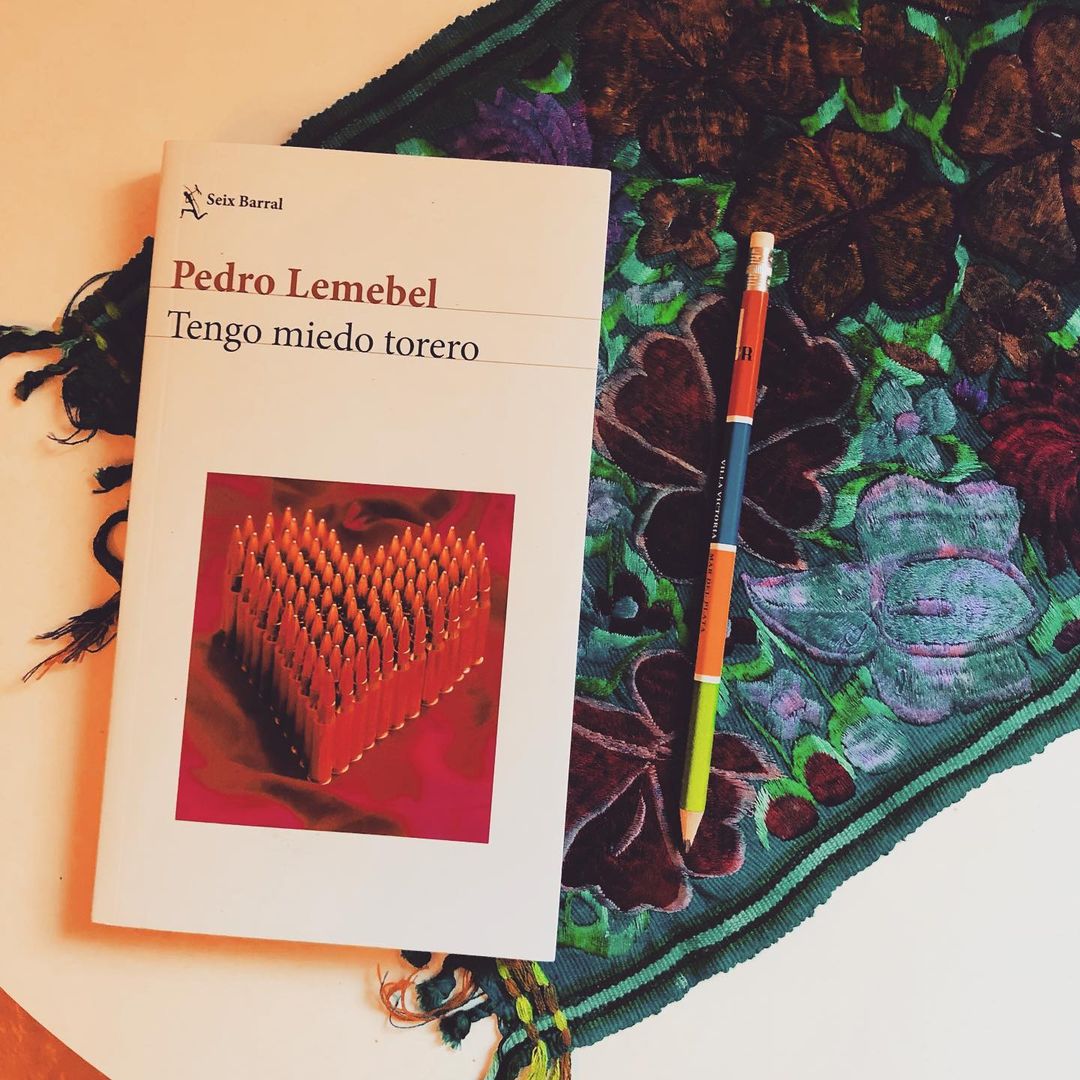 Seix Barral
Pedro Lemebel
Tengo miedo torero
VILLA VICTORIA
MAR DEL PLATA